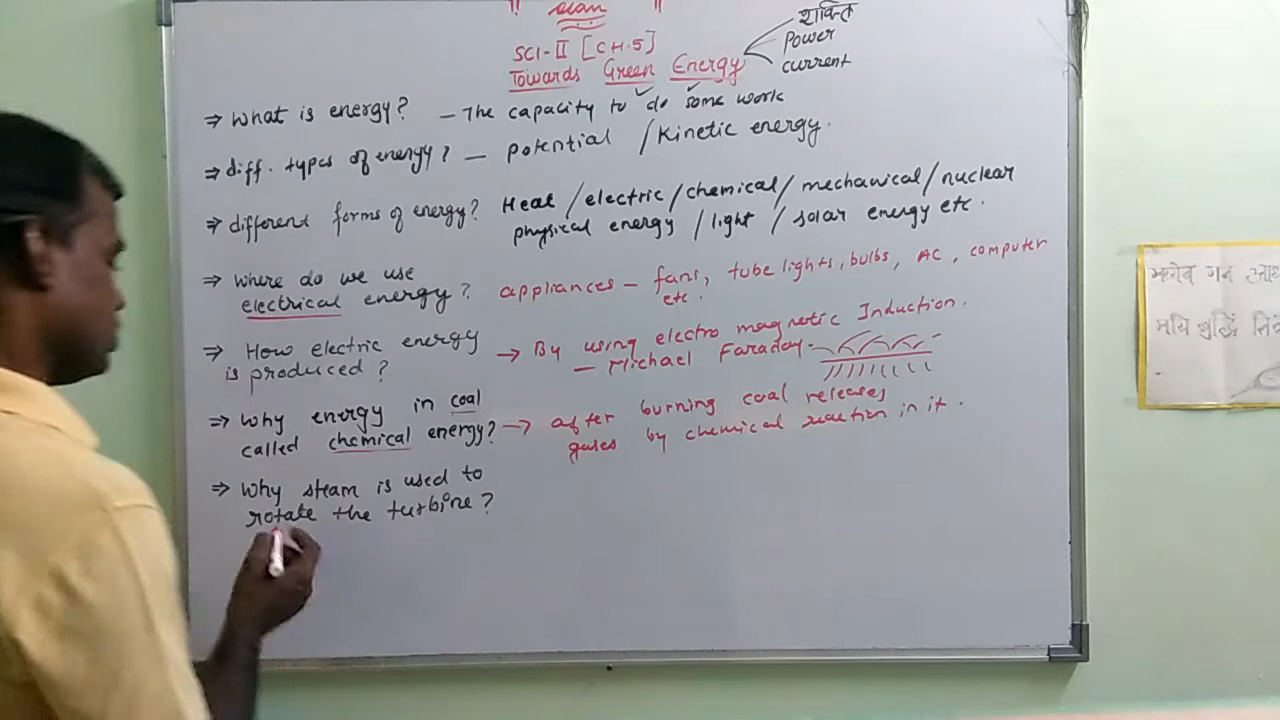 " scan "
SCI-II [CH.5]
Towards Green Energy
शक्ति
Power
current
⇒ What is energy? – The capacity to do some work
⇒ diff. types of energy? – potential / Kinetic energy.
⇒ different forms of energy? Heat / electric / chemical / mechanical / nuclear
physical energy / light / solar energy etc.
⇒ Where do we use
electrical energy? appliances – fans, tube lights, bulbs, AC, computer
etc.
⇒ How electric energy
is produced? → By using electro magnetic Induction.
– Michael Faraday.
⇒ Why energy in coal
called chemical energy? → after burning coal releases
gases by chemical reaction in it.
⇒ Why steam is used to
rotate the turbine?